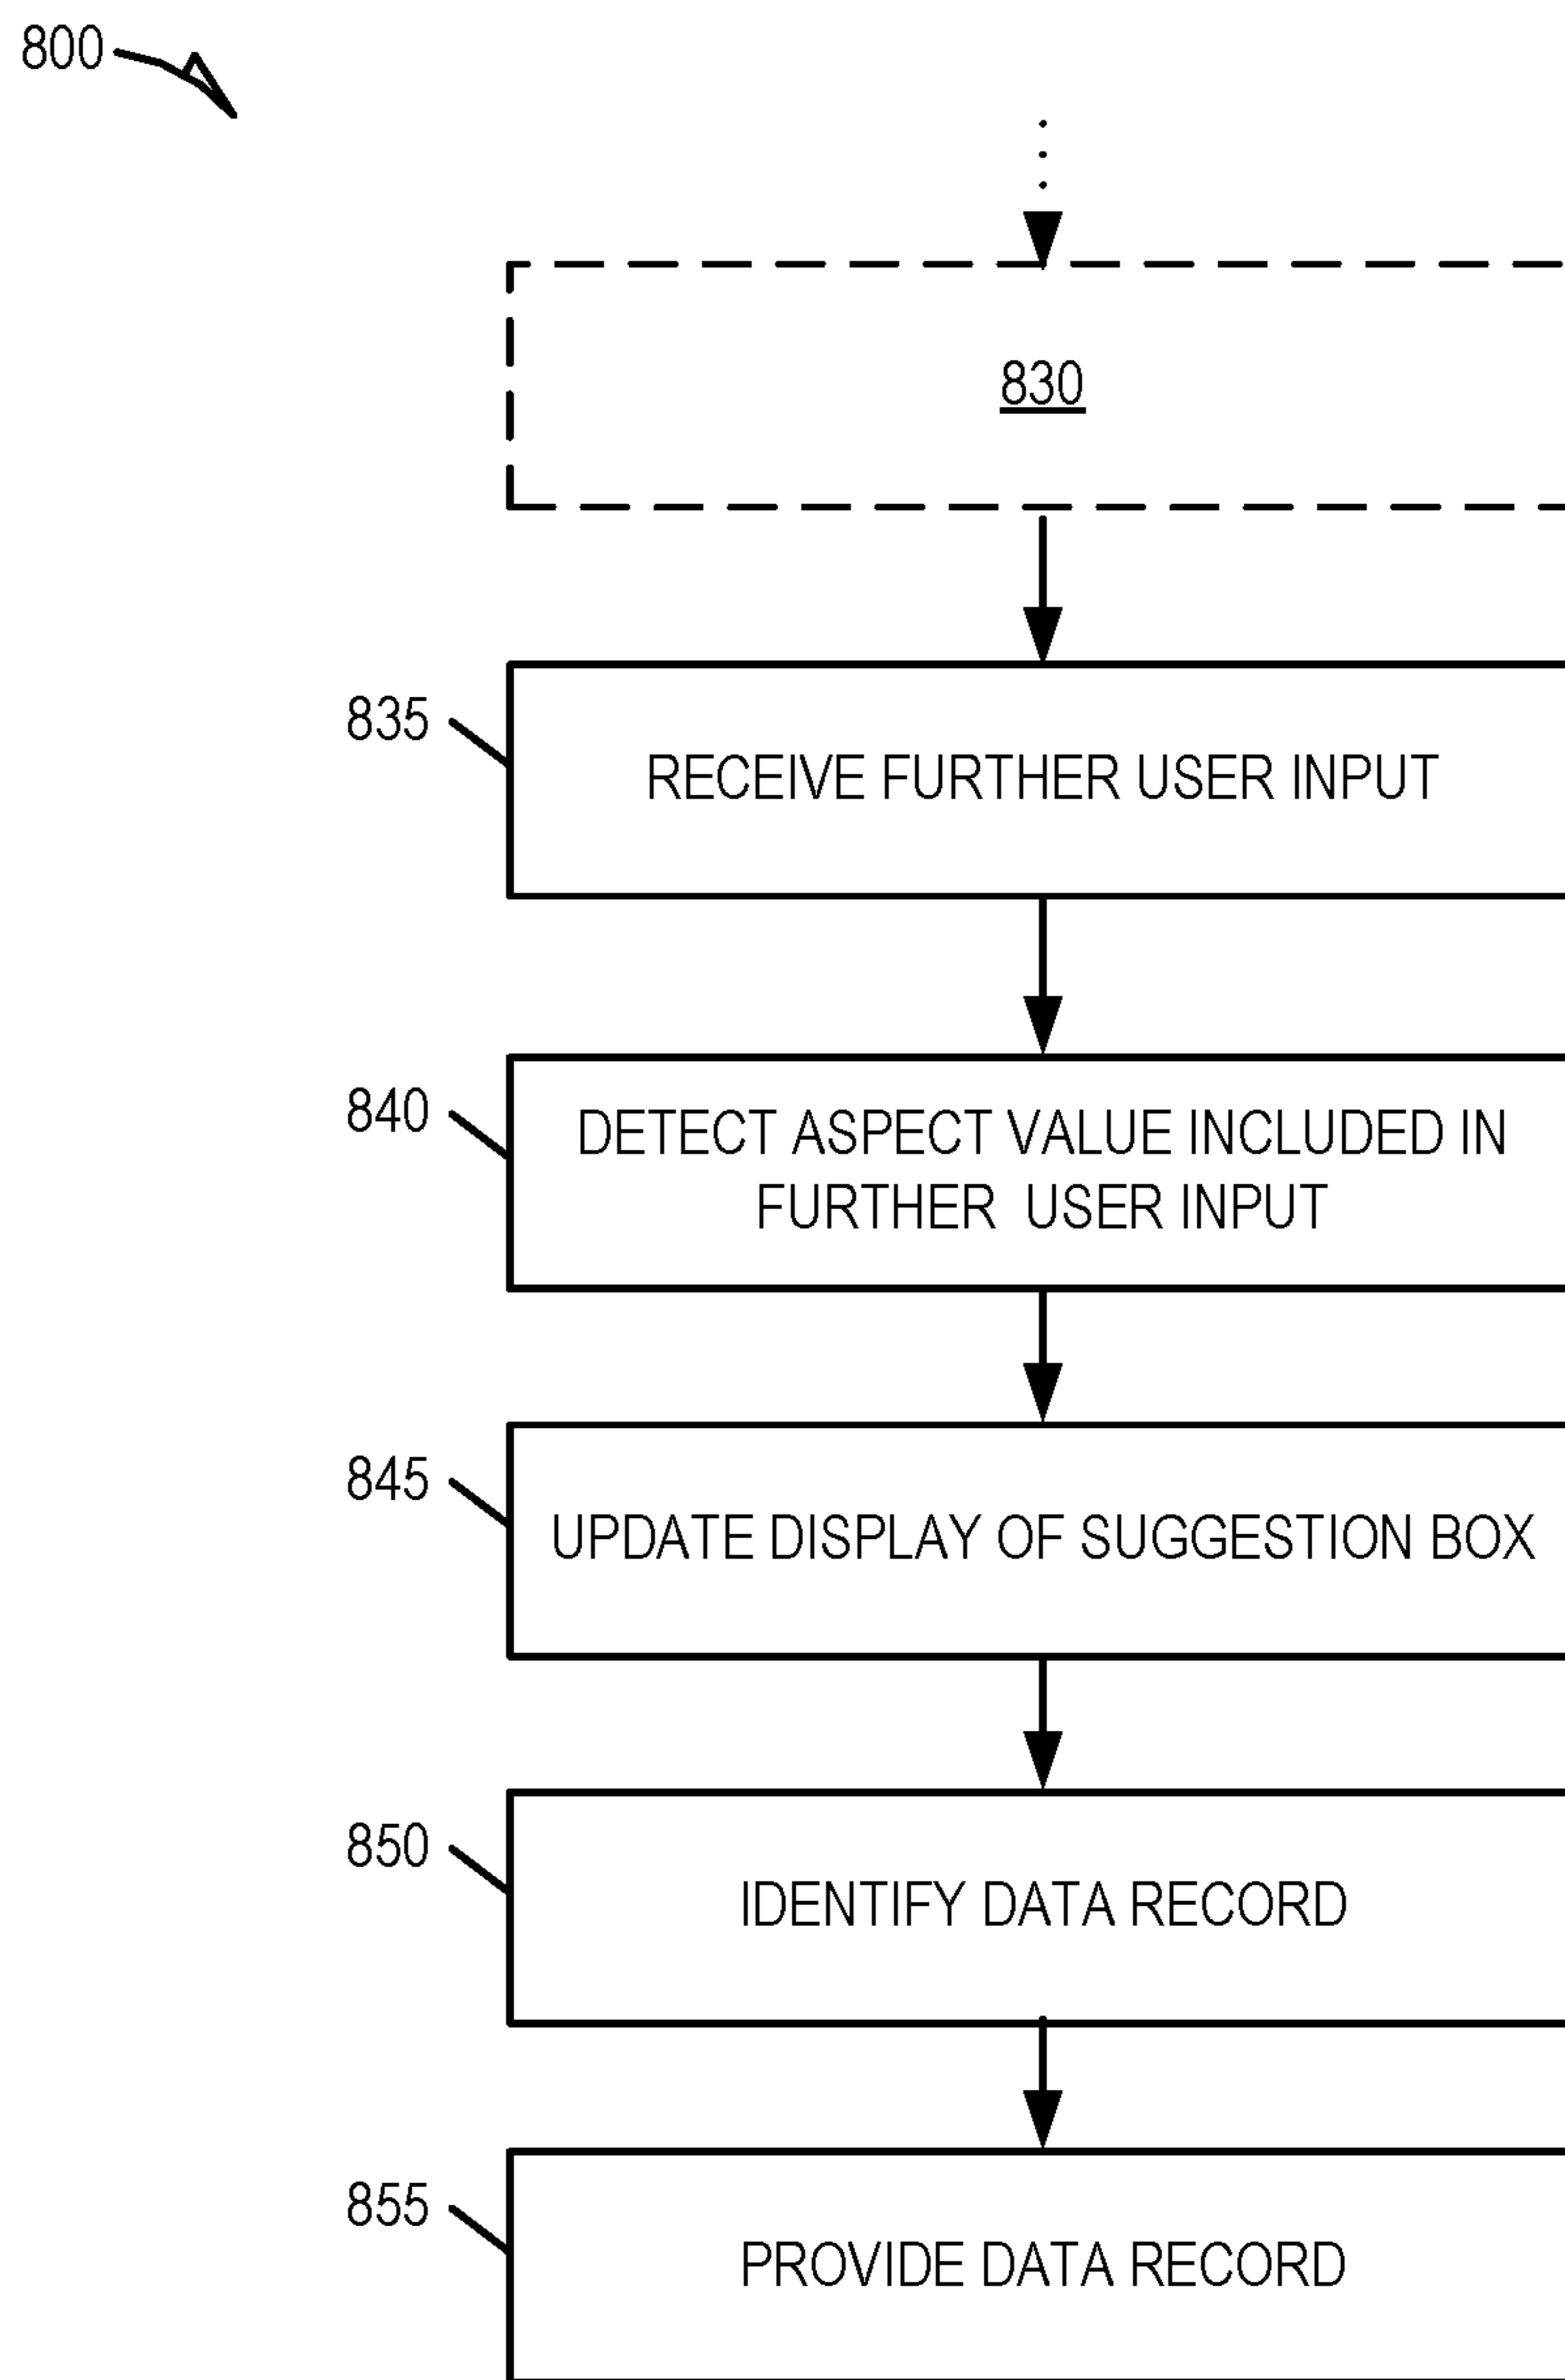 800
830
835
RECEIVE FURTHER USER INPUT
840
DETECT ASPECT VALUE INCLUDED IN
FURTHER USER INPUT
845
UPDATE DISPLAY OF SUGGESTION BOX
850
IDENTIFY DATA RECORD
855
PROVIDE DATA RECORD